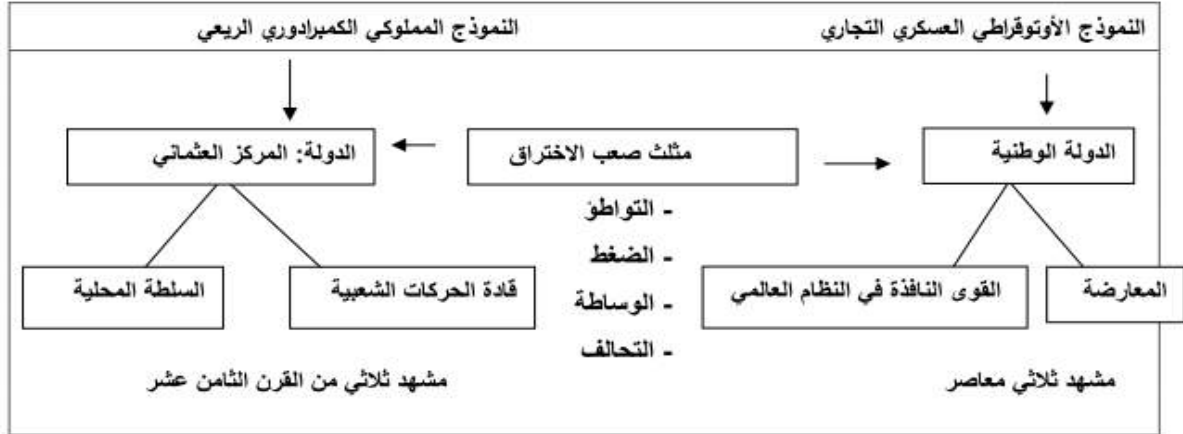 النموذج الأوتوقراطي العسكري التجاري
النموذج المملوكي الكمبرادوري الريعي
الدولة الوطنية
مثلث صعب الاختراق
الدولة: المركز العثماني
- التواطؤ
- الضغط
- الوساطة
- التحالف
المعارضة
القوى النافذة في النظام العالمي
قادة الحركات الشعبية
السلطة المحلية
مشهد ثلاثي معاصر
مشهد ثلاثي من القرن الثامن عشر